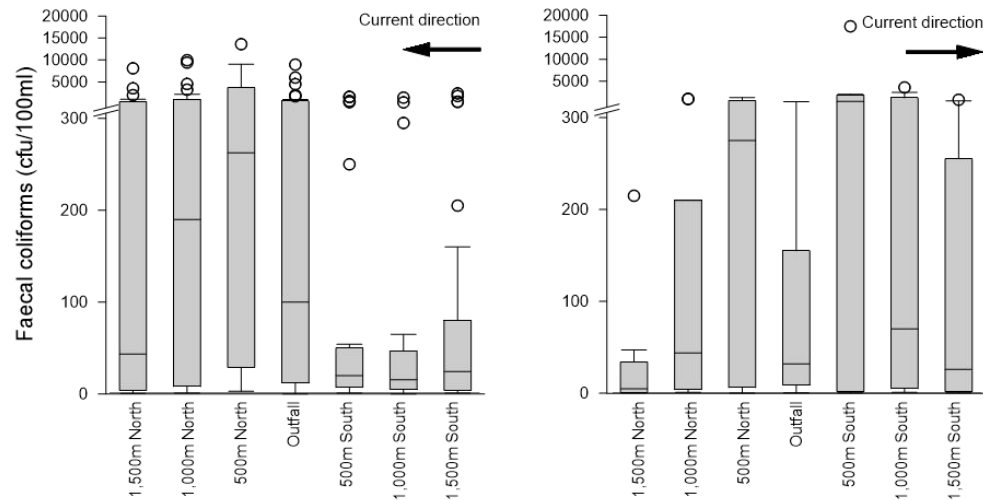 Faecal coliforms (cfu/100ml)
20000
15000
10000
5000
300
200
100
0
Current direction
1,500m North
1,000m North
500m North
Outfall
500m South
1,000m South
1,500m South
20000
15000
10000
5000
300
200
100
0
Current direction
1,500m North
1,000m North
500m North
Outfall
500m South
1,000m South
1,500m South